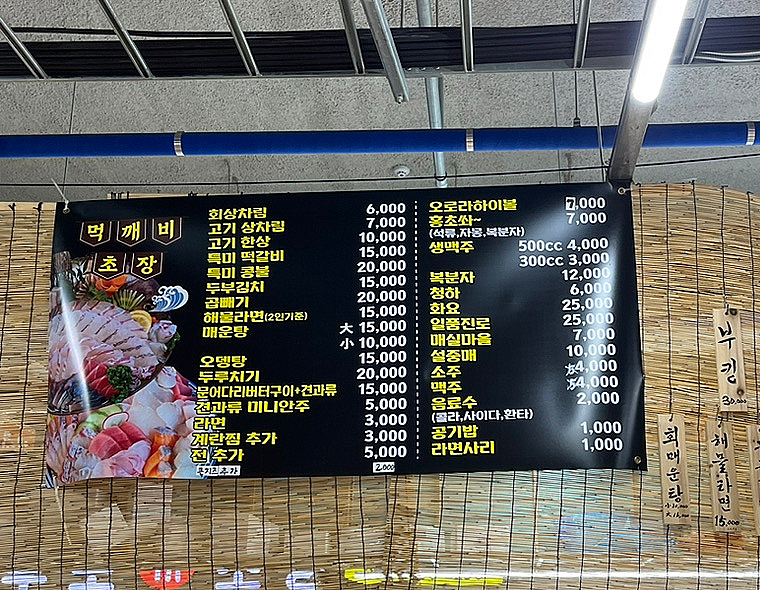 먹깨비
초장
회상차림 6,000
고기 상차림 7,000
고기 한상 10,000
특미 떡갈비 15,000
특미 콩불 20,000
두부김치 15,000
곱빼기 20,000
해물라면(2인기준) 15,000
매운탕 大 15,000
小 10,000
오뎅탕 15,000
두루치기 20,000
문어다리버터구이+견과류 15,000
견과류 미니안주 5,000
라면 3,000
계란찜 추가 3,000
전 추가 5,000
추가 2,000
오로라하이볼 7,000
홍초쏴~ 7,000
(석류,자몽,복분자)
생맥주 500cc 4,000
300cc 3,000
복분자 12,000
청하 6,000
화요 25,000
일품진로 25,000
매실마을 7,000
설중매 10,000
소주 4,000
맥주 4,000
음료수 2,000
(콜라,사이다,환타)
공기밥 1,000
라면사리 1,000
부킹
30,000
회매운탕
해물라면
15,000